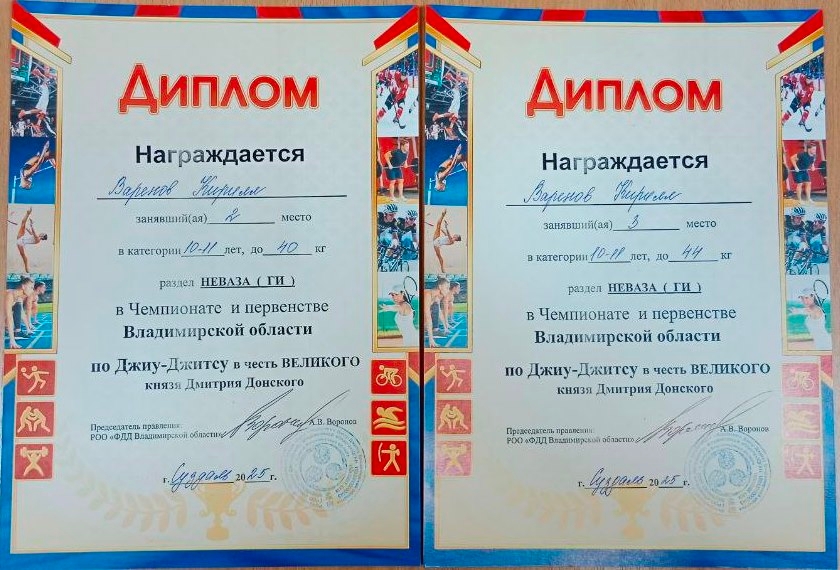 ДИПЛОМ
Награждается
Варенов Кирилл
занявший(ая) 2 место
в категории 10-11 лет, до 40 кг
раздел НЕВАЗА ( ГИ )
в Чемпионате и первенстве
Владимирской области
по Джиу-Джитсу в честь ВЕЛИКОГО
князя Дмитрия Донского
Председатель правления:
РОО «ФДД Владимирской области» А.В. Воронов
г. Суздаль 2025 г.
ДИПЛОМ
Награждается
Варенов Кирилл
занявший(ая) 3 место
в категории 10-11 лет, до 44 кг
раздел НЕВАЗА ( ГИ )
в Чемпионате и первенстве
Владимирской области
по Джиу-Джитсу в честь ВЕЛИКОГО
князя Дмитрия Донского
Председатель правления:
РОО «ФДД Владимирской области» А.В. Воронов
г. Суздаль 2025 г.